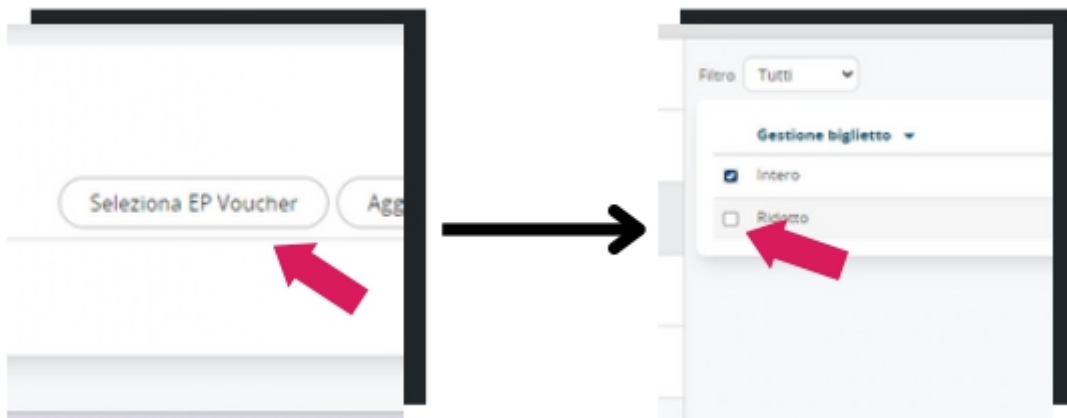 Seleziona EP Voucher
Agg
Filtro Tutti
Gestione biglietto
Intero
Ridotto